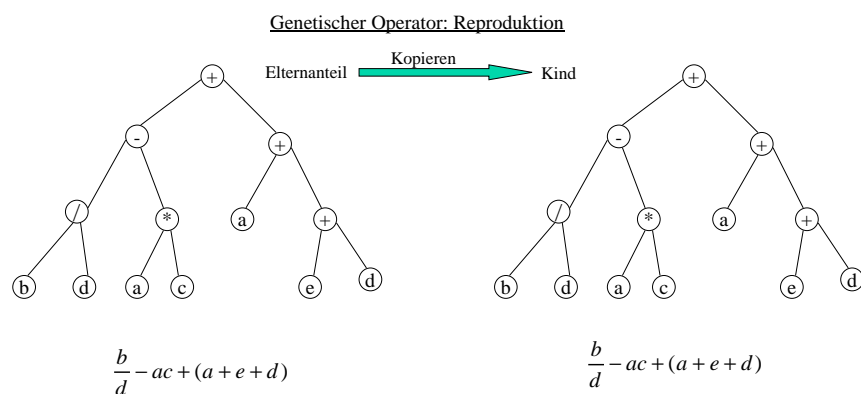 Genetischer Operator: Reproduktion
Elternanteil Kopieren Kind
+ +
- + - +
/ * a + / * a +
b d a c e d b d a c e d
b/d - ac + (a + e + d) b/d - ac + (a + e + d)